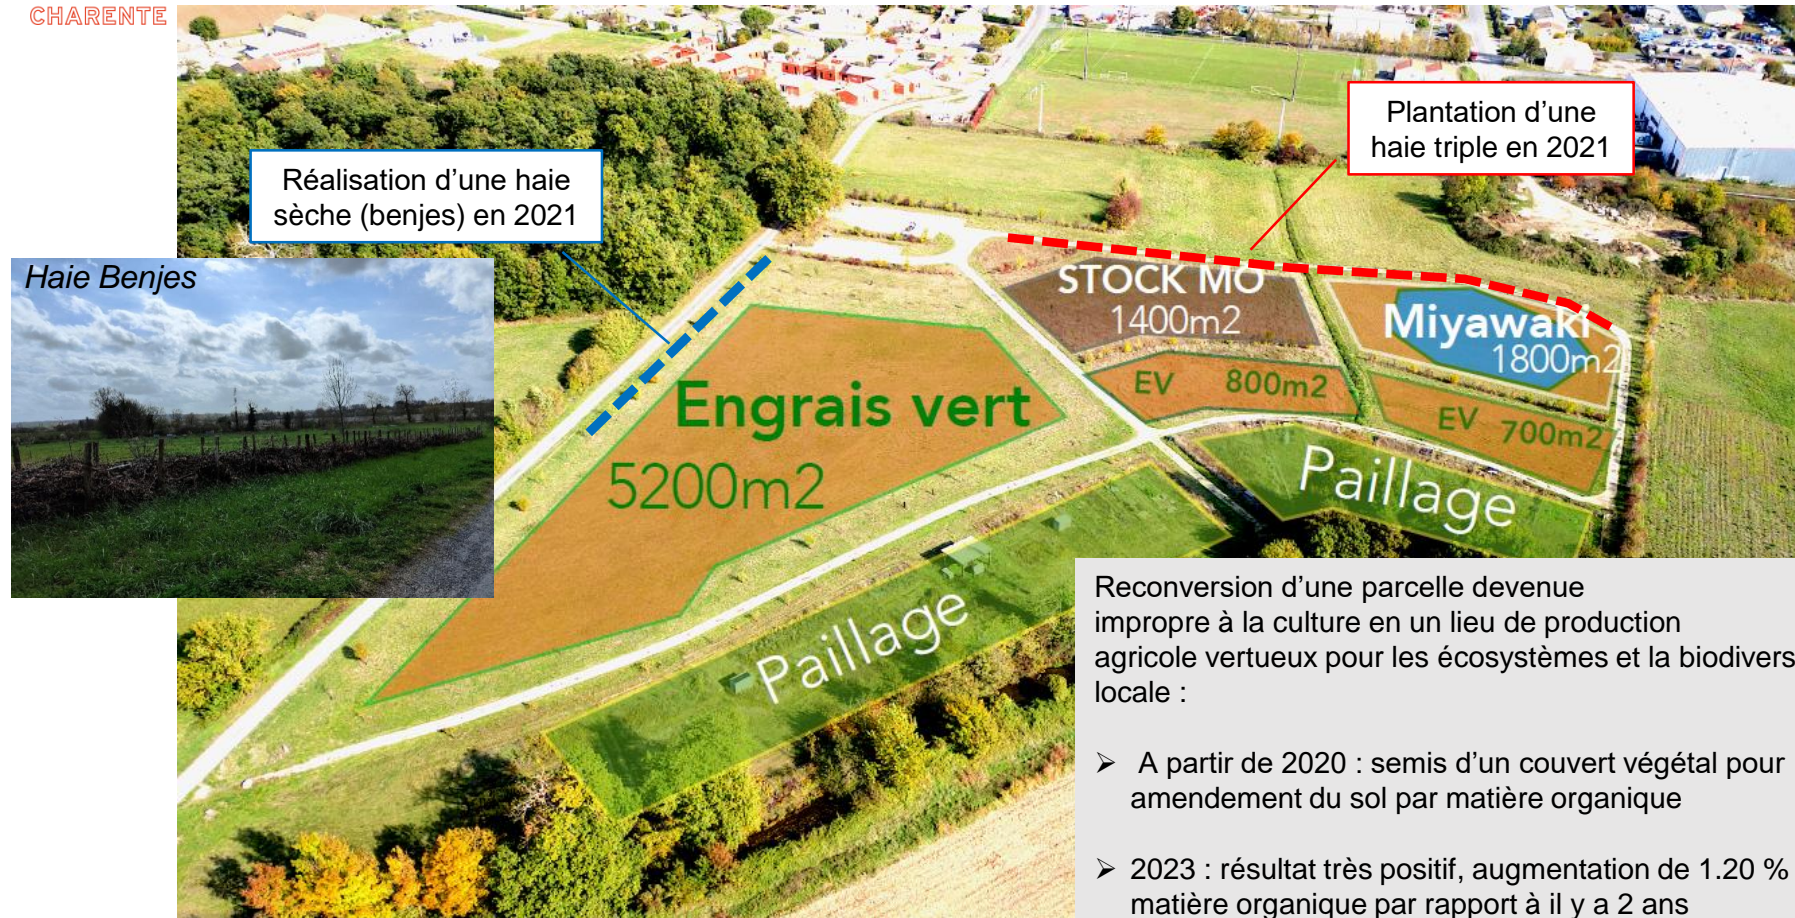 CHARENTE
Réalisation d’une haie
sèche (benjes) en 2021
Plantation d’une
haie triple en 2021
Haie Benjes
STOCK MO
1400m2
Miyawaki
1800m2
EV 800m2
EV 700m2
Engrais vert
5200m2
Paillage
Paillage
Reconversion d’une parcelle devenue
impropre à la culture en un lieu de production
agricole vertueux pour les écosystèmes et la biodivers
locale :
➢ A partir de 2020 : semis d’un couvert végétal pour
amendement du sol par matière organique
➢ 2023 : résultat très positif, augmentation de 1.20 %
matière organique par rapport à il y a 2 ans